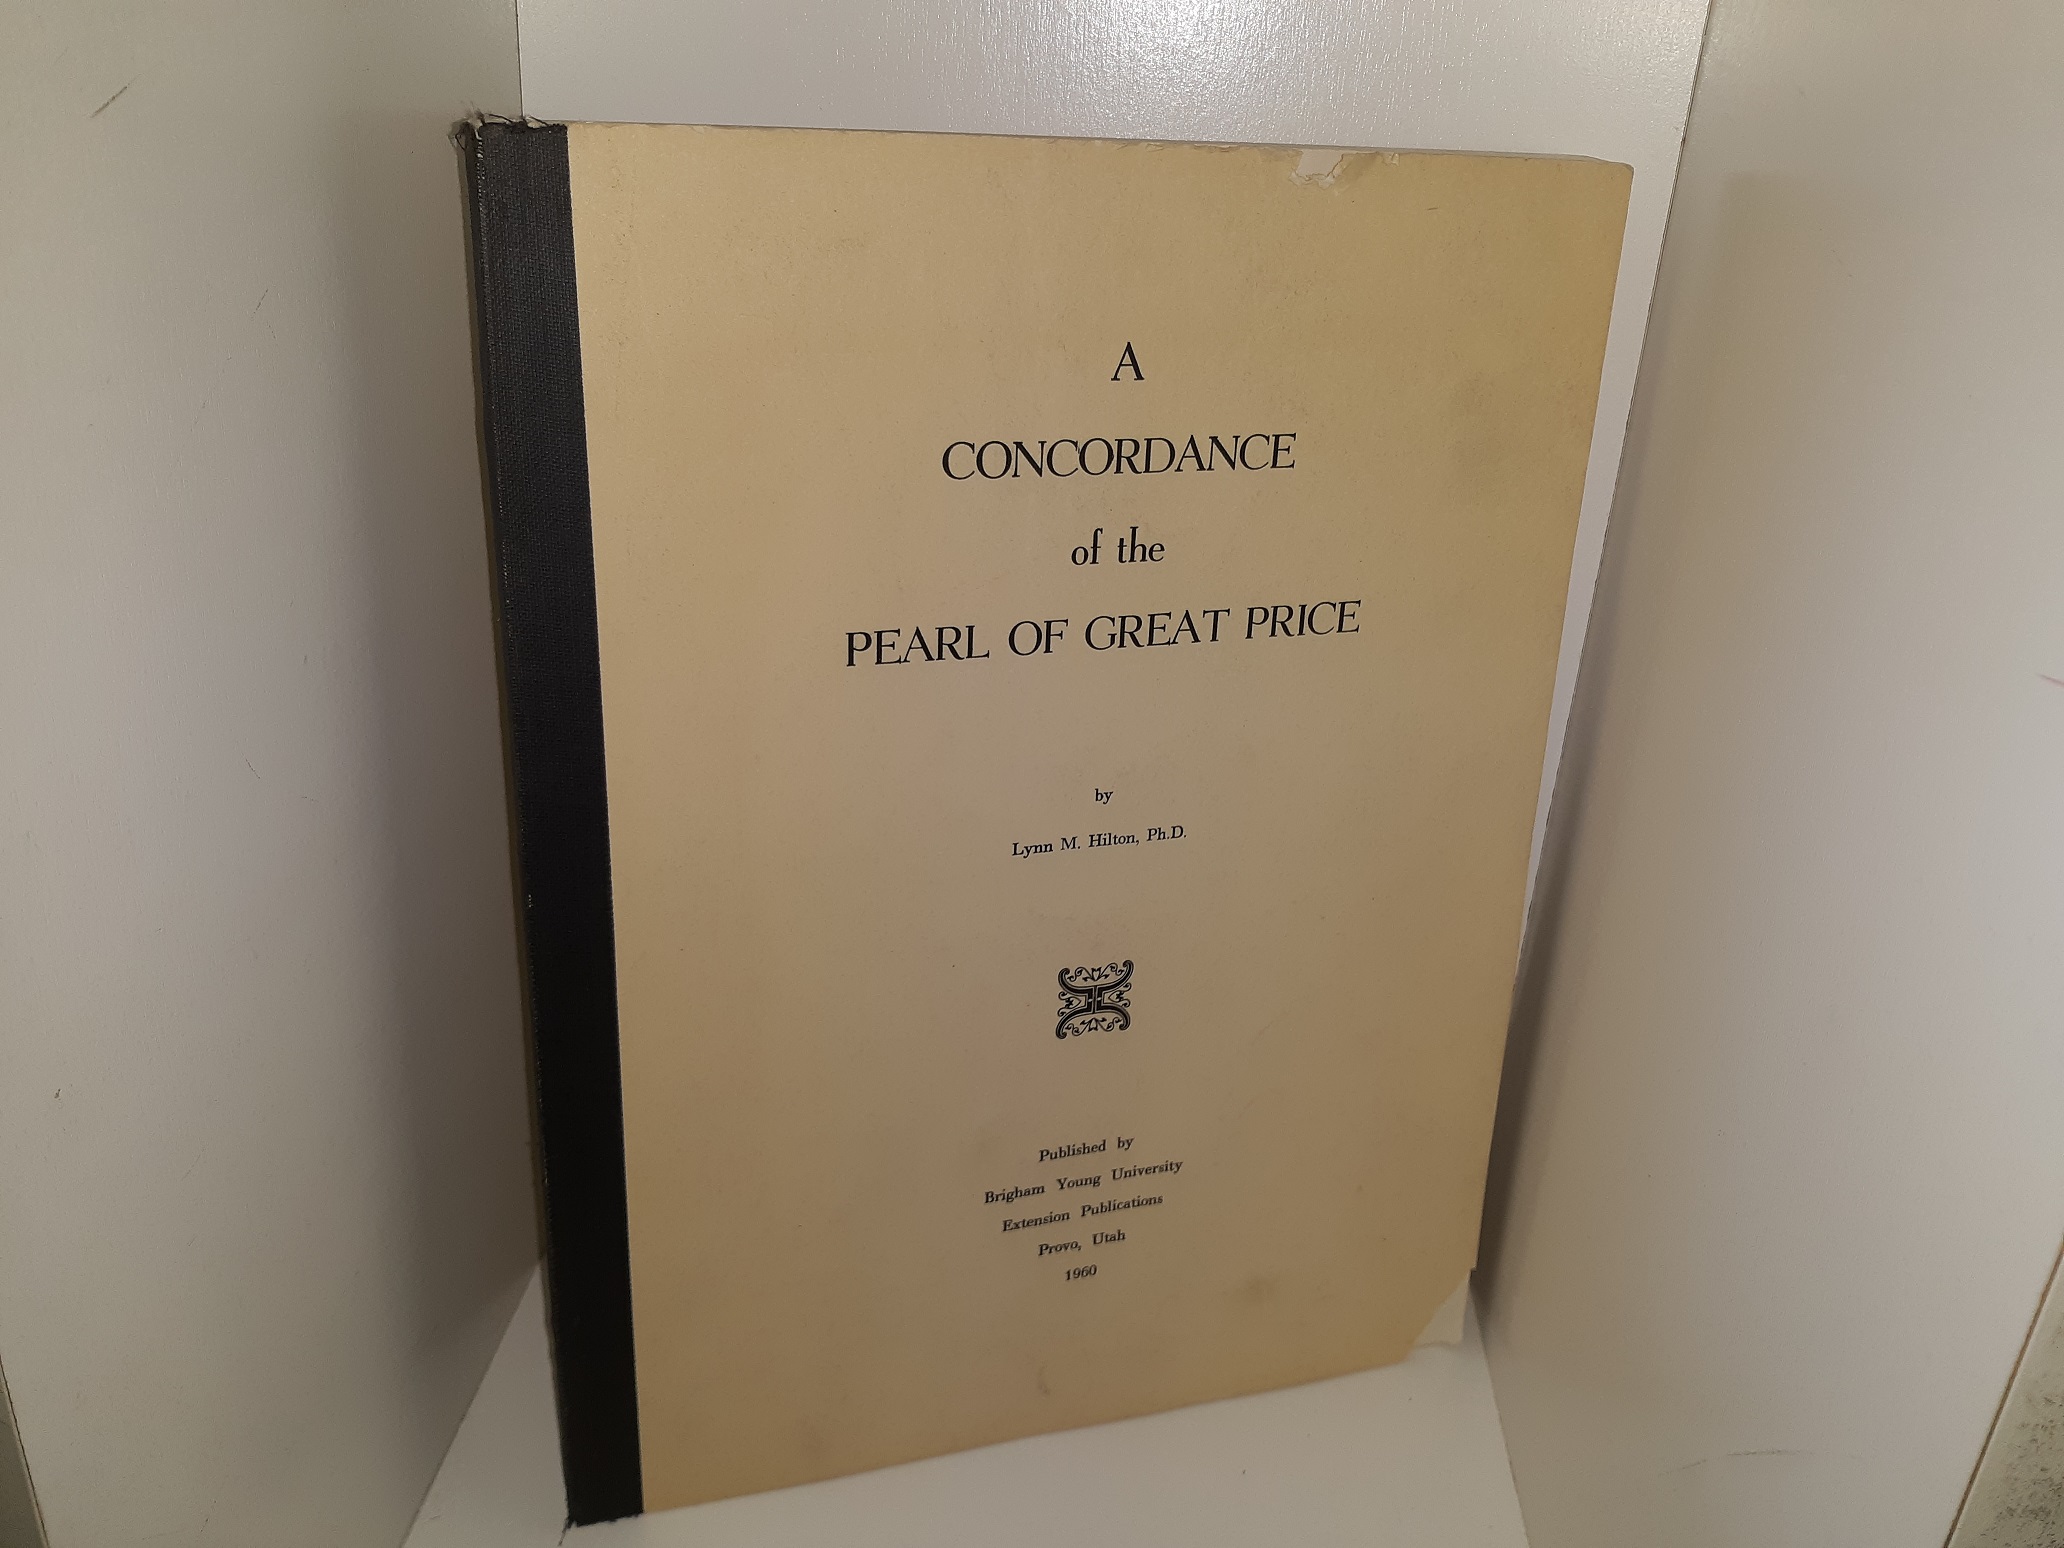 A
CONCORDANCE
of the
PEARL OF GREAT PRICE
by
Lynn M. Hilton, Ph.D.
Published by
Brigham Young University
Extension Publications
Provo, Utah
1960